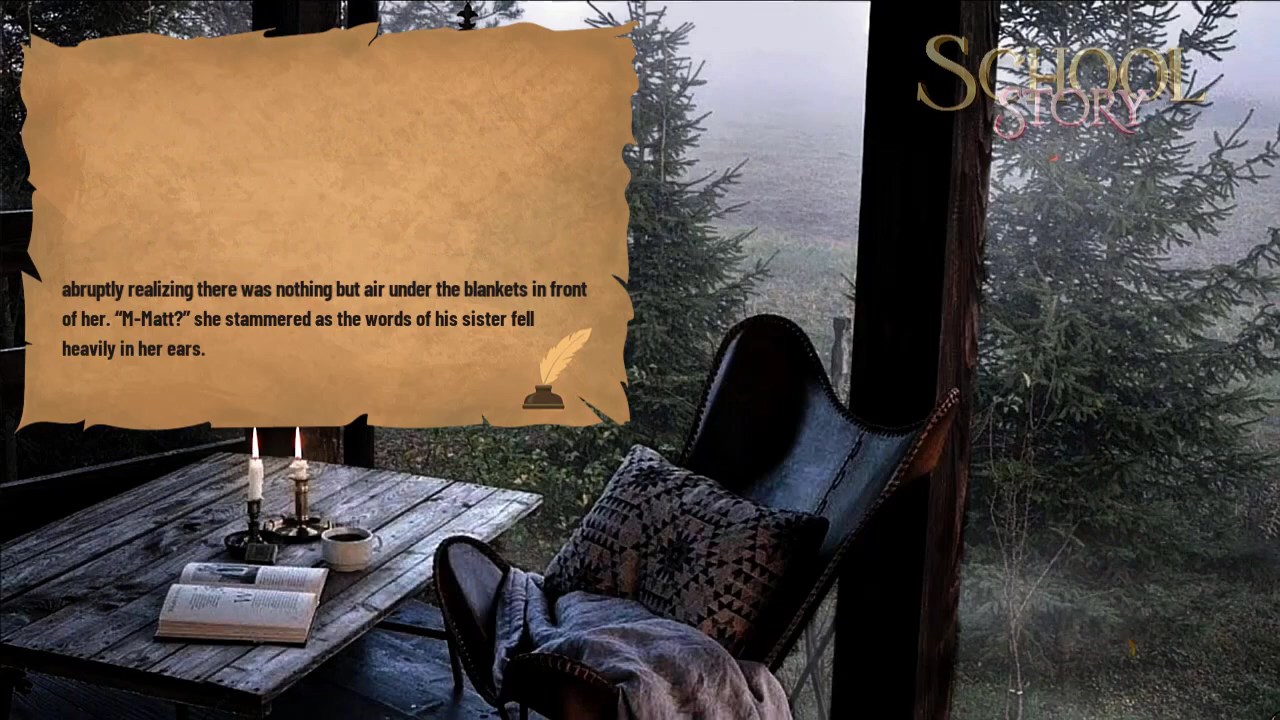 SCHOOL
STORY
abruptly realizing there was nothing but air under the blankets in front
of her. “M-Matt?” she stammered as the words of his sister fell
heavily in her ears.